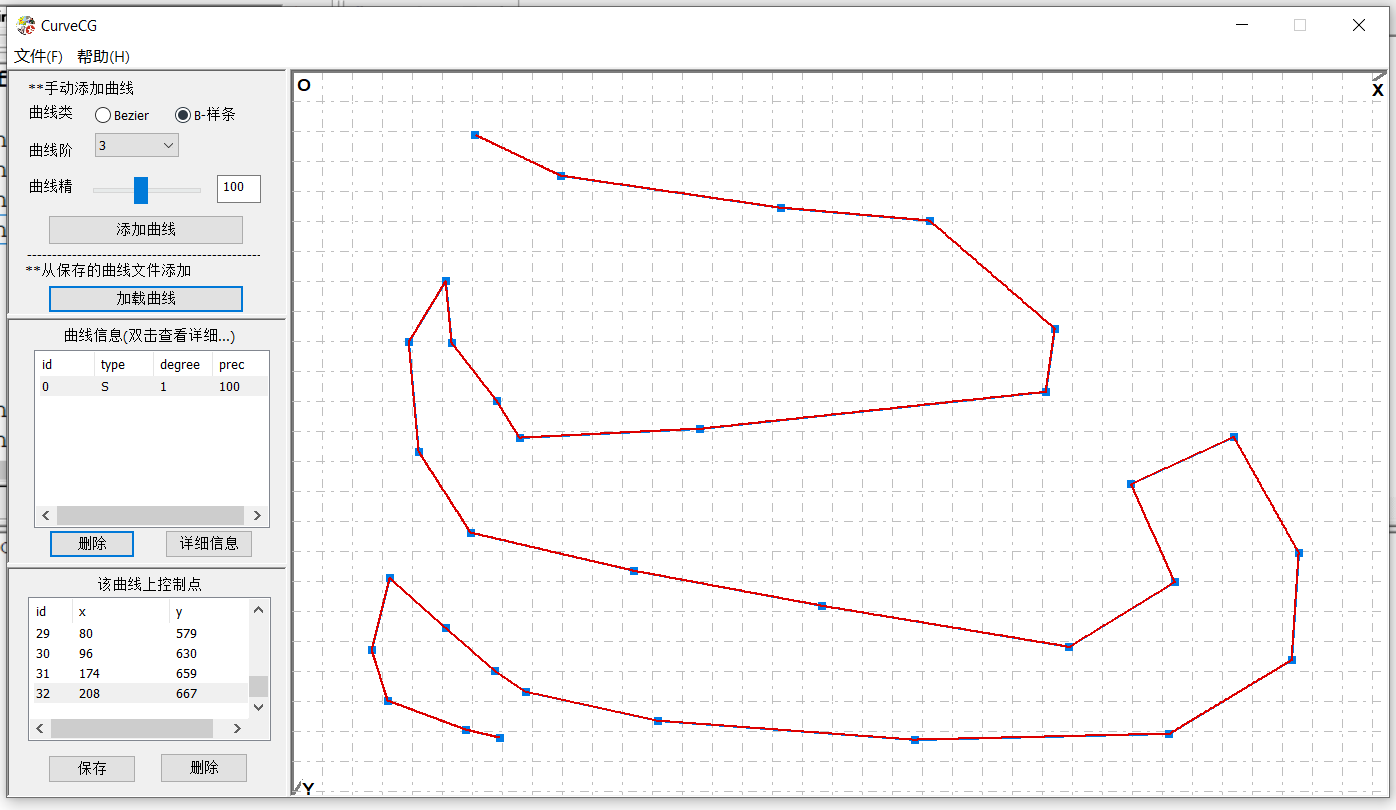 CurveCG
文件(F) 帮助(H)
**手动添加曲线
曲线类 Bezier B-样条
曲线阶 3
曲线精 100
添加曲线
**从保存的曲线文件添加
加载曲线
曲线信息(双击查看详细...)
id type degree prec
0 S 1 100
删除 详细信息
该曲线上控制点
id x y
29 80 579
30 96 630
31 174 659
32 208 667
保存 删除
O
X
Y